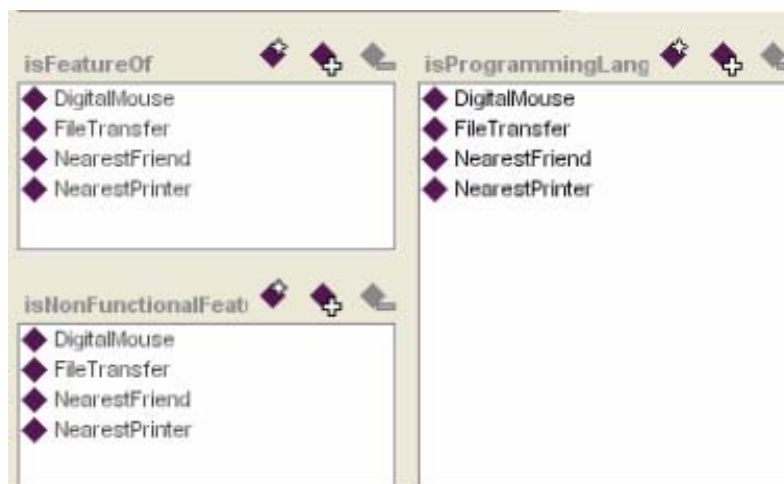 isFeatureOf
DigitalMouse
FileTransfer
NearestFriend
NearestPrinter
isNonFunctionalFeat
DigitalMouse
FileTransfer
NearestFriend
NearestPrinter
isProgrammingLang
DigitalMouse
FileTransfer
NearestFriend
NearestPrinter